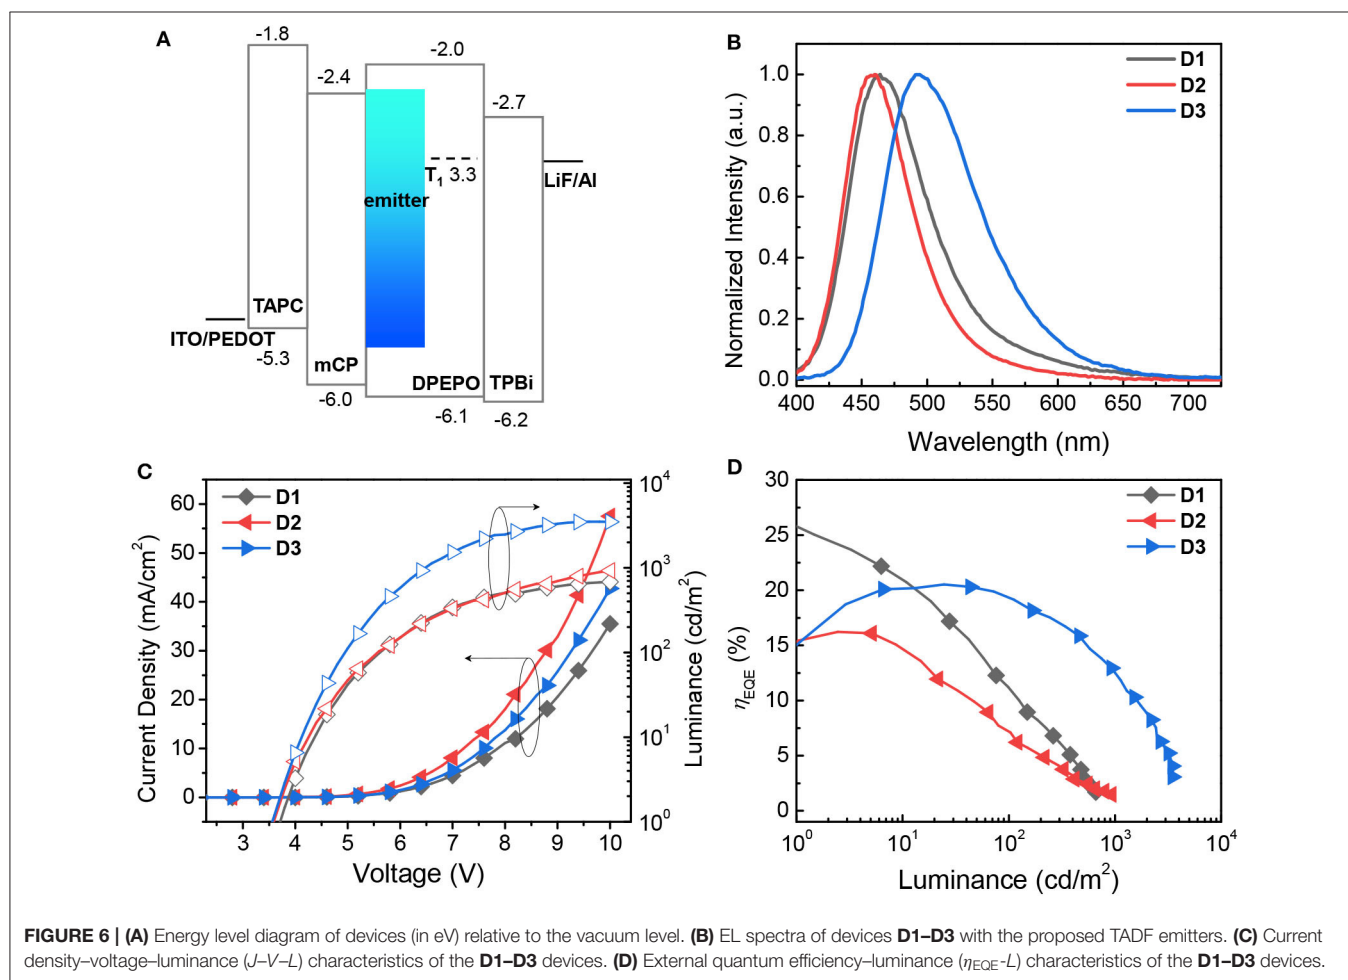 A
-1.8
-2.4
-2.0
-2.7
T1 3.3
LiF/Al
emitter
TAPC
ITO/PEDOT
-5.3
mCP
-6.0
DPEPO
TPBi
-6.1
-6.2
B
D1
D2
D3
Normalized Intensity (a.u.)
1.0
0.8
0.6
0.4
0.2
0.0
400 450 500 550 600 650 700
Wavelength (nm)
C
D1
D2
D3
Current Density (mA/cm²)
60
50
40
30
20
10
0
3 4 5 6 7 8 9 10
Voltage (V)
10⁴
10³
10²
10¹
10⁰
Luminance (cd/m²)
D
D1
D2
D3
ηEQE (%)
30
25
20
15
10
5
0
10⁰ 10¹ 10² 10³ 10⁴
Luminance (cd/m²)
FIGURE 6 | (A) Energy level diagram of devices (in eV) relative to the vacuum level. (B) EL spectra of devices D1–D3 with the proposed TADF emitters. (C) Current
density–voltage–luminance (J–V–L) characteristics of the D1–D3 devices. (D) External quantum efficiency–luminance (ηEQE-L) characteristics of the D1–D3 devices.